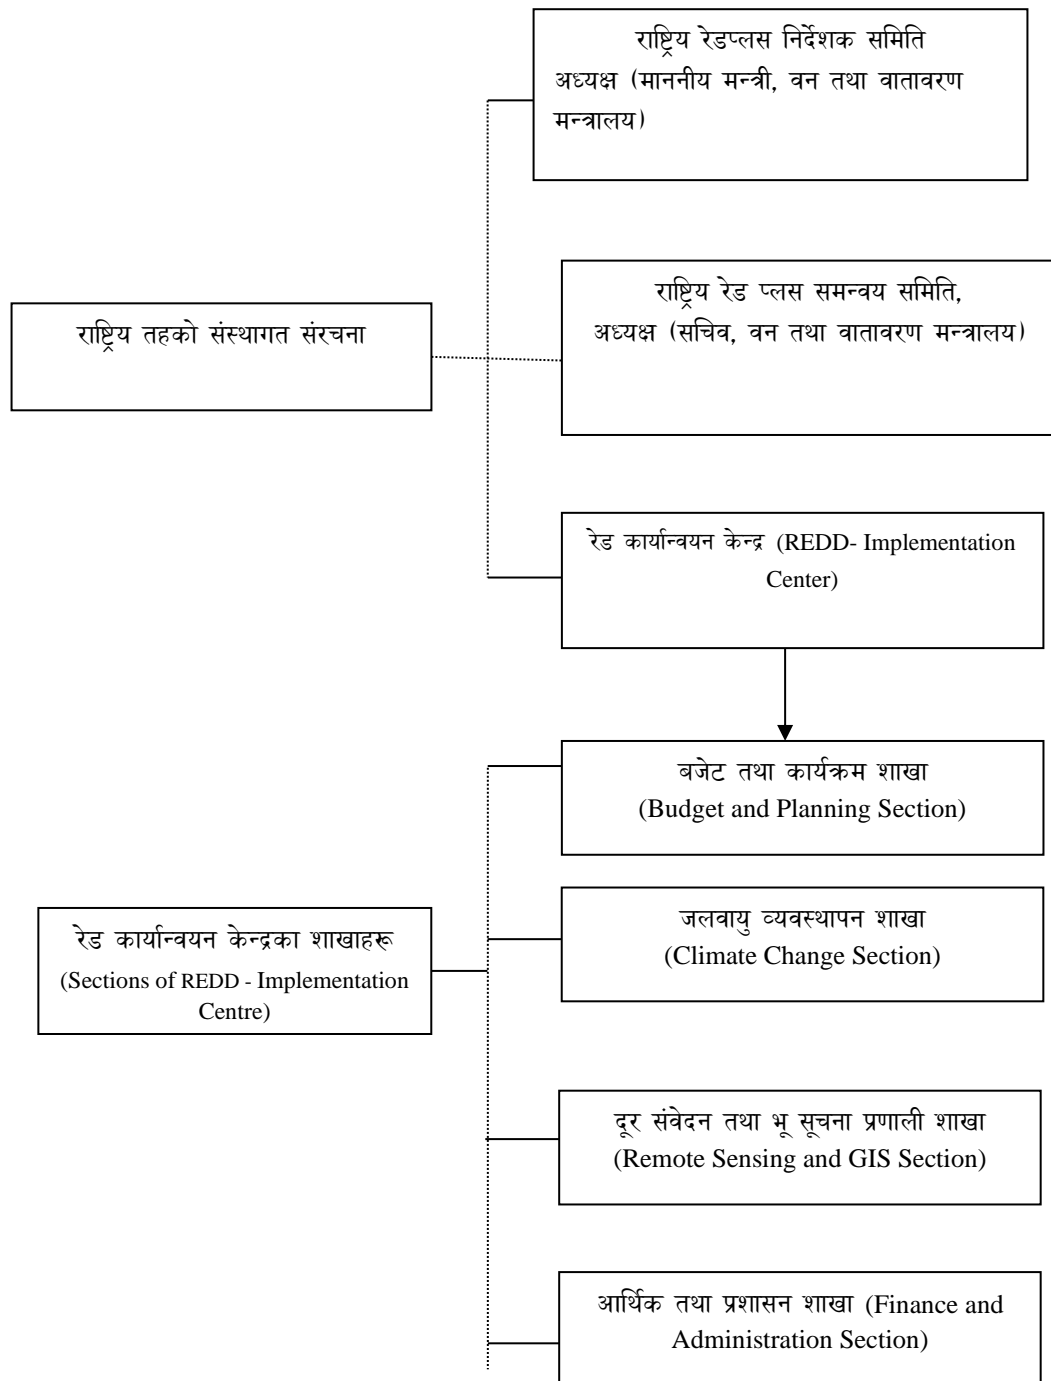 राष्ट्रिय रेडप्लस निर्देशक समिति
अध्यक्ष (माननीय मन्त्री, वन तथा वातावरण
मन्त्रालय)
राष्ट्रिय तहको संस्थागत संरचना
राष्ट्रिय रेड प्लस समन्वय समिति,
अध्यक्ष (सचिव, वन तथा वातावरण मन्त्रालय)
रेड कार्यान्वयन केन्द्र (REDD- Implementation
Center)
बजेट तथा कार्यक्रम शाखा
(Budget and Planning Section)
रेड कार्यान्वयन केन्द्रका शाखाहरू
(Sections of REDD - Implementation
Centre)
जलवायु व्यवस्थापन शाखा
(Climate Change Section)
दूर संवेदन तथा भू सूचना प्रणाली शाखा
(Remote Sensing and GIS Section)
आर्थिक तथा प्रशासन शाखा (Finance and
Administration Section)